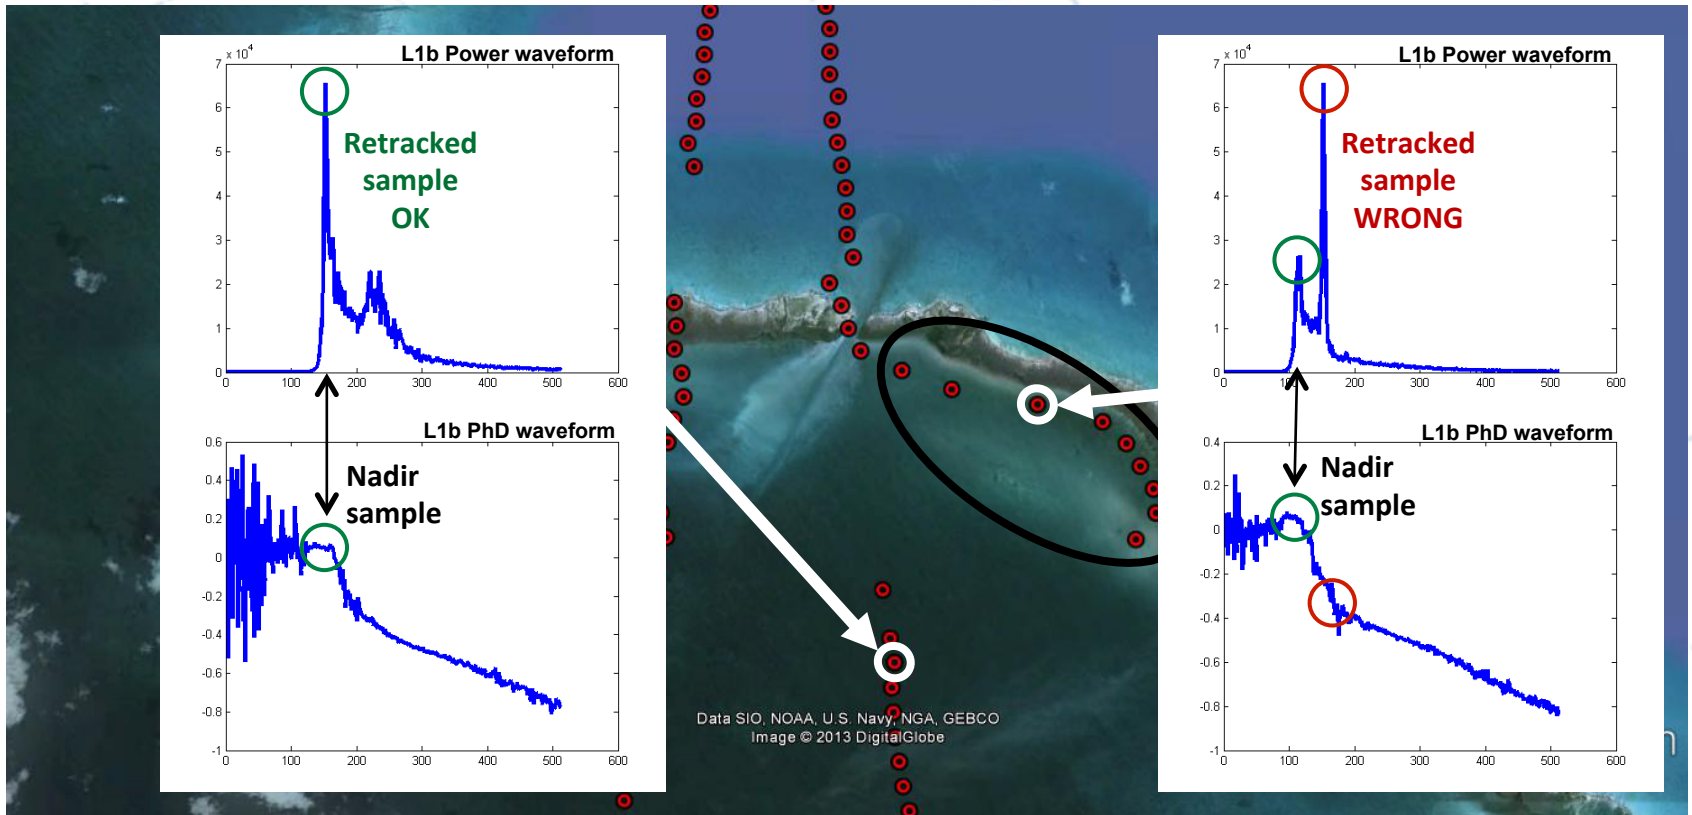 L1b Power waveform
x 10^4
7
6
5
4
3
2
1
0
0 100 200 300 400 500 600
Retracked
sample
OK
L1b PhD waveform
0.6
0.4
0.2
0
-0.2
-0.4
-0.6
-0.8
-1
0 100 200 300 400 500 600
Nadir
sample
Data SIO, NOAA, U.S. Navy, NGA, GEBCO
Image © 2013 DigitalGlobe
L1b Power waveform
x 10^4
7
6
5
4
3
2
1
0
0 100 200 300 400 500 600
Retracked
sample
WRONG
L1b PhD waveform
0.4
0.2
0
-0.2
-0.4
-0.6
-0.8
-1
0 100 200 300 400 500 600
Nadir
sample